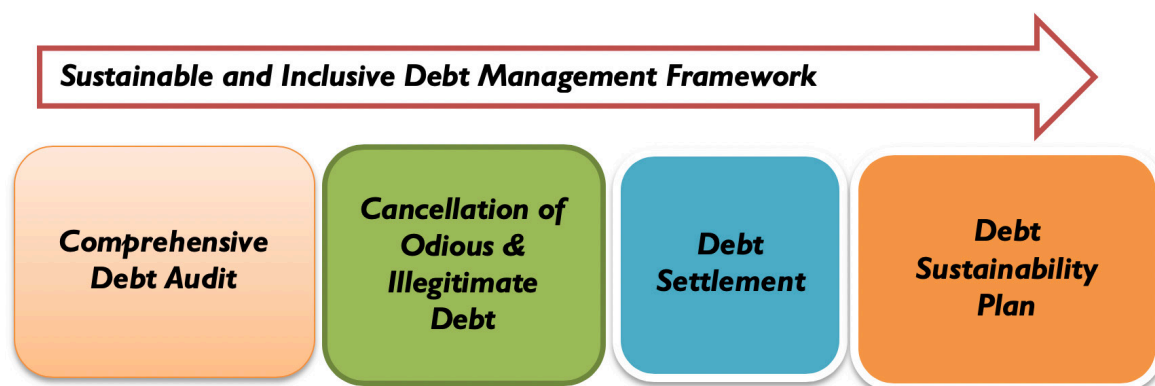 Sustainable and Inclusive Debt Management Framework
Comprehensive
Debt Audit
Cancellation of
Odious &
Illegitimate
Debt
Debt
Settlement
Debt
Sustainability
Plan